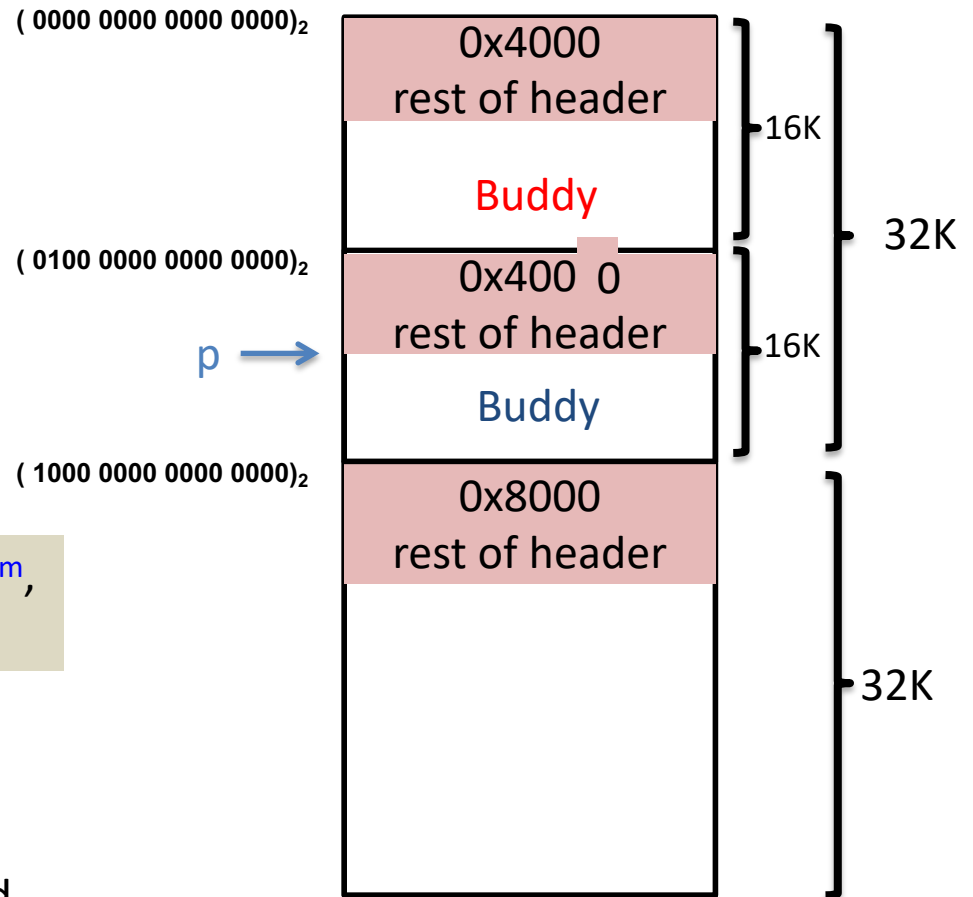 ( 0000 0000 0000 0000)₂
0x4000
rest of header
16K
Buddy
32K
( 0100 0000 0000 0000)₂
0x400 0
rest of header
p
16K
Buddy
( 1000 0000 0000 0000)₂
0x8000
rest of header
m,
32K